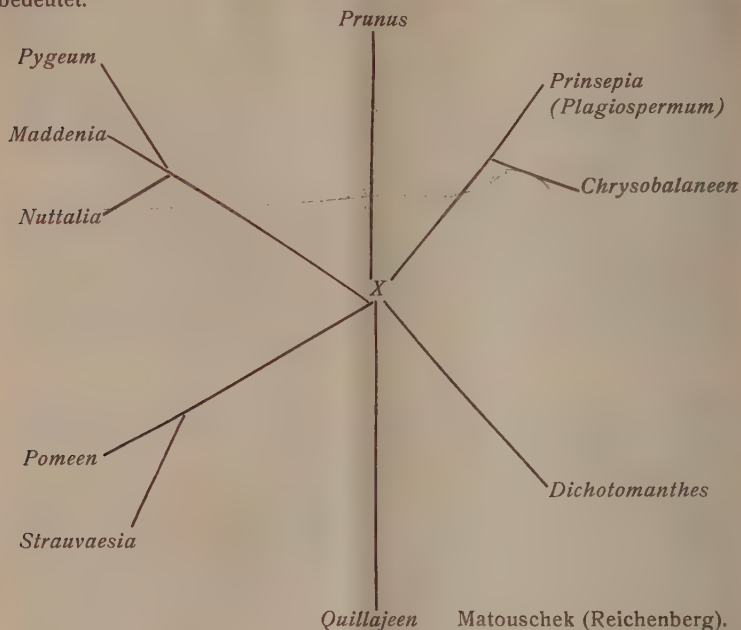 bedeutet.
Prunus
Pygeum
Prinsepia
(Plagiospermum)
Maddenia
Chrysobalaneen
Nuttalia
X
Pomeen
Dichotomanthes
Strauvaesia
Quillajeen Matouschek (Reichenberg).